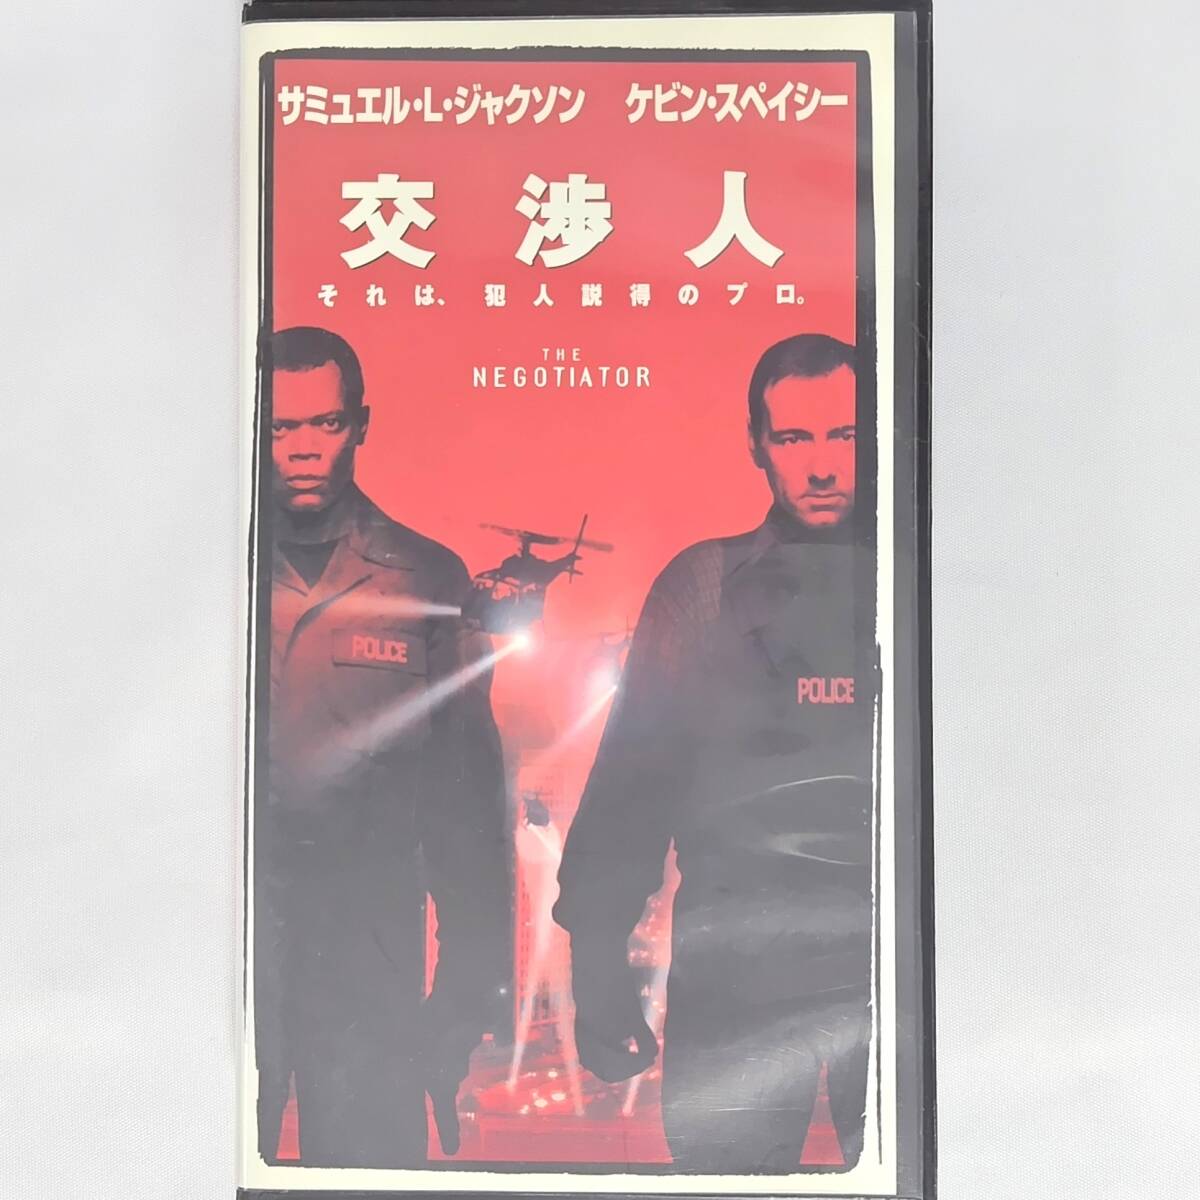 サミュエル・L・ジャクソン ケビン・スペイシー
交渉人
それは、犯人説得のプロ。
THE
NEGOTIATOR
POLICE
POLICE